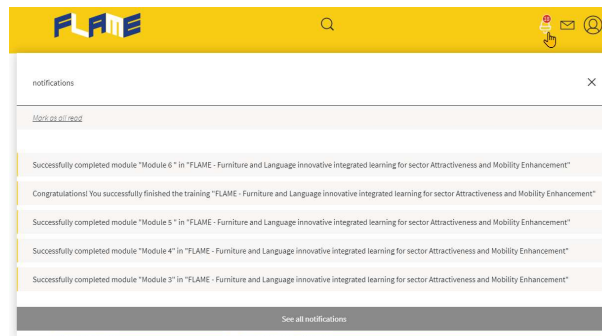 FLAME
notifications
Mark as all read
Successfully completed module "Module 6 " in "FLAME - Furniture and Language innovative integrated learning for sector Attractiveness and Mobility Enhancement"
Congratulations! You successfully finished the training "FLAME - Furniture and Language innovative integrated learning for sector Attractiveness and Mobility Enhancement"
Successfully completed module "Module 5 " in "FLAME - Furniture and Language innovative integrated learning for sector Attractiveness and Mobility Enhancement"
Successfully completed module "Module 4" in "FLAME - Furniture and Language innovative integrated learning for sector Attractiveness and Mobility Enhancement"
Successfully completed module "Module 3" in "FLAME - Furniture and Language innovative integrated learning for sector Attractiveness and Mobility Enhancement"
See all notifications